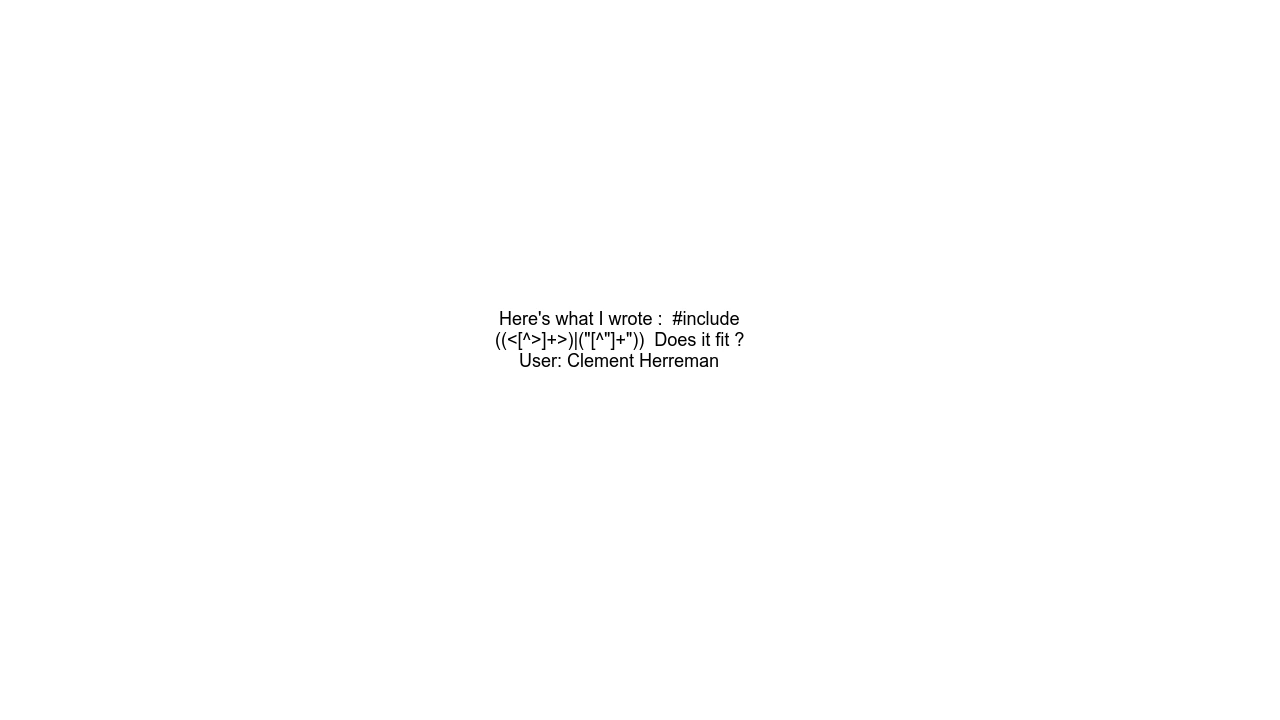 Here's what I wrote :  #include
((<[^>]+>)|("[^"]+"))  Does it fit ?
User: Clement Herreman